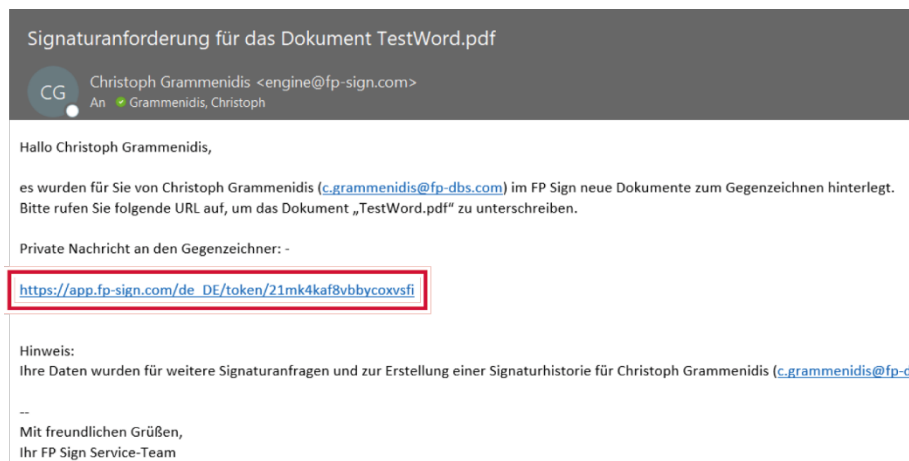 Signaturanforderung für das Dokument TestWord.pdf
CG
Christoph Grammenidis <engine@fp-sign.com>
An Grammenidis, Christoph
Hallo Christoph Grammenidis,
es wurden für Sie von Christoph Grammenidis (c.grammenidis@fp-dbs.com) im FP Sign neue Dokumente zum Gegenzeichnen hinterlegt.
Bitte rufen Sie folgende URL auf, um das Dokument „TestWord.pdf“ zu unterschreiben.
Private Nachricht an den Gegenzeichner: -
https://app.fp-sign.com/de_DE/token/21mk4kaf8vbbycoxvsfi
Hinweis:
Ihre Daten wurden für weitere Signaturanfragen und zur Erstellung einer Signaturhistorie für Christoph Grammenidis (c.grammenidis@fp-
--
Mit freundlichen Grüßen,
Ihr FP Sign Service-Team